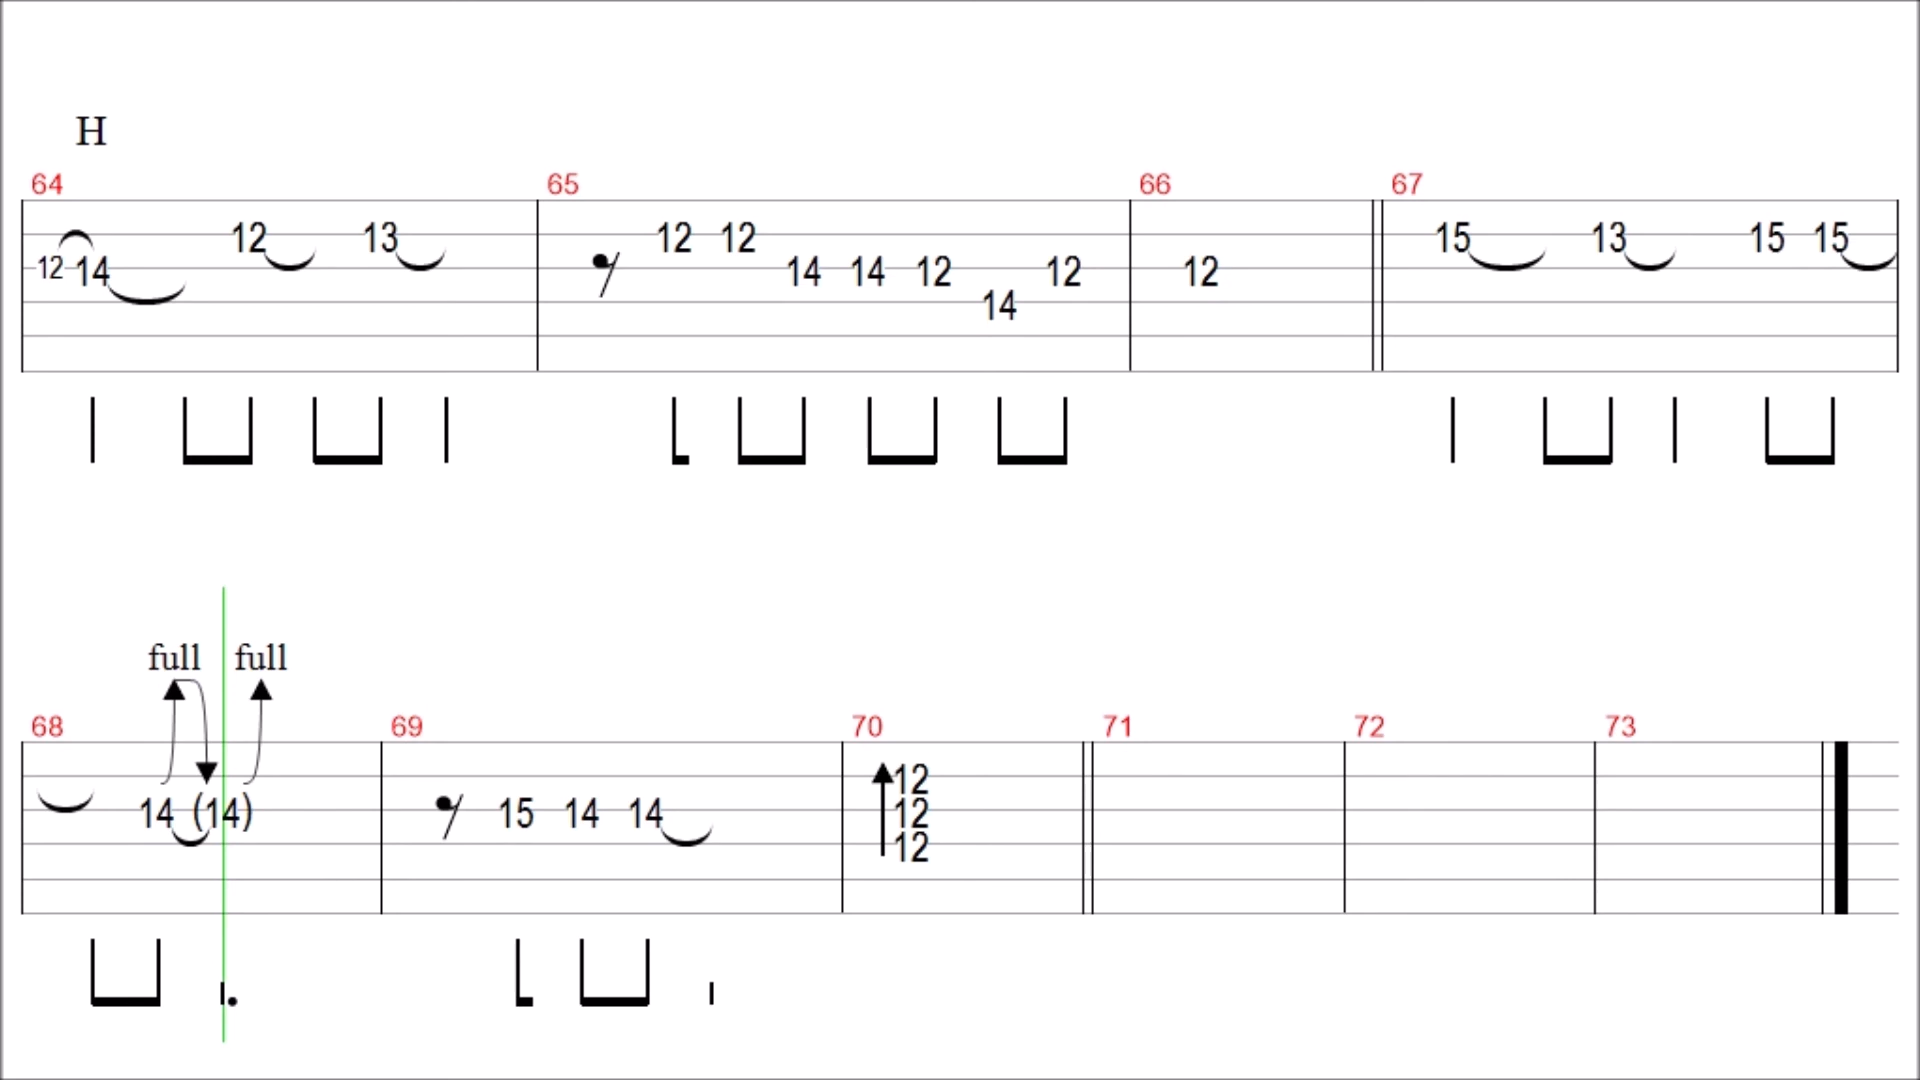 H
64 65 66 67
12 13 12 12 15 13 15 15
12 14 14 14 12 12 12
14
full full
68 69 70 71 72 73
12
14 (14) 15 14 14 12
12